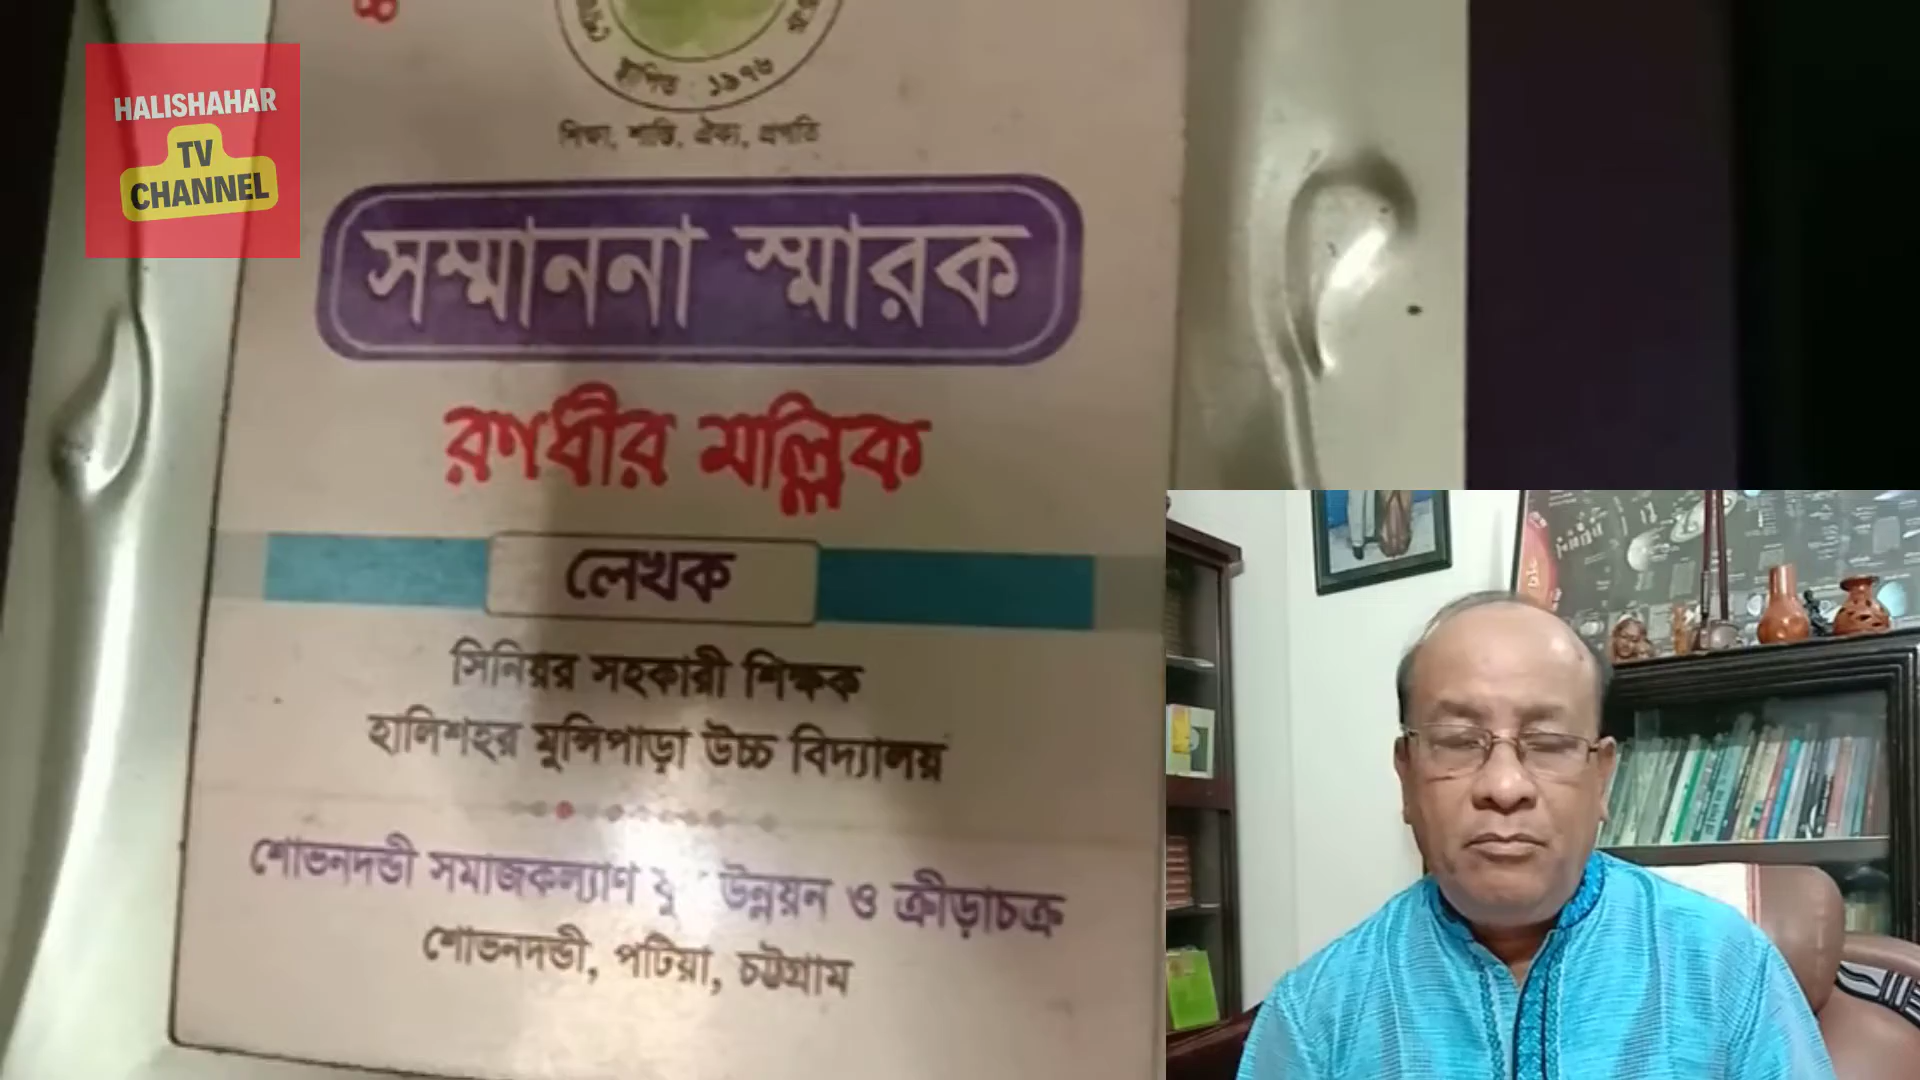 HALISHAHAR
TV
CHANNEL
স্থাপিত : ১৯৭৬
শিক্ষা, শান্তি, ঐক্য, প্রগতি
সম্মাননা স্মারক
রণধীর মল্লিক
লেখক
সিনিয়র সহকারী শিক্ষক
হালিশহর মুন্সিপাড়া উচ্চ বিদ্যালয়
শোভনদন্ডী সমাজকল্যাণ উন্নয়ন ও ক্রীড়াচক্র
শোভনদন্ডী, পটিয়া, চট্টগ্রাম